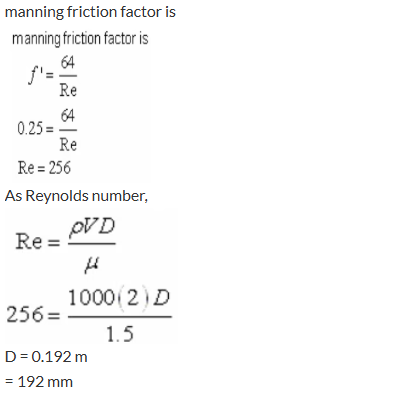 manning friction factor is
manning friction factor is
f' = 64/Re
0.25 = 64/Re
Re = 256
As Reynolds number,
Re = ρVD/μ
256 = 1000(2)D/1.5
D = 0.192 m
= 192 mm